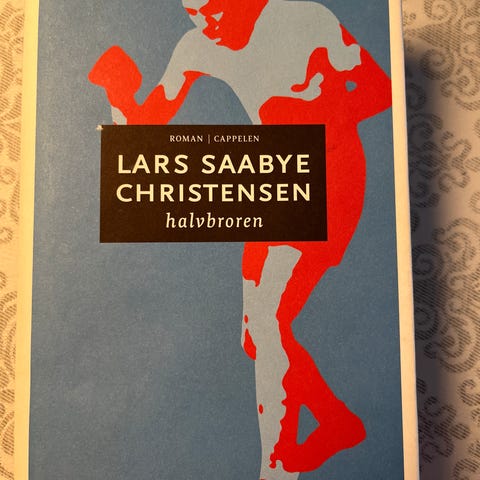 ROMAN | CAPPELEN
LARS SAABYE
CHRISTENSEN
halvbroren